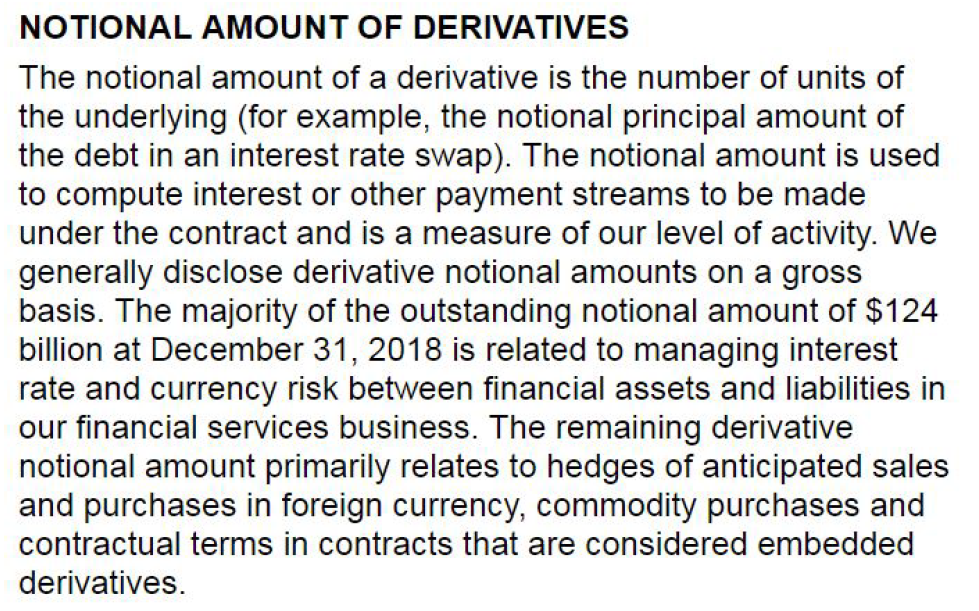 NOTIONAL AMOUNT OF DERIVATIVES
The notional amount of a derivative is the number of units of
the underlying (for example, the notional principal amount of
the debt in an interest rate swap). The notional amount is used
to compute interest or other payment streams to be made
under the contract and is a measure of our level of activity. We
generally disclose derivative notional amounts on a gross
basis. The majority of the outstanding notional amount of $124
billion at December 31, 2018 is related to managing interest
rate and currency risk between financial assets and liabilities in
our financial services business. The remaining derivative
notional amount primarily relates to hedges of anticipated sales
and purchases in foreign currency, commodity purchases and
contractual terms in contracts that are considered embedded
derivatives.